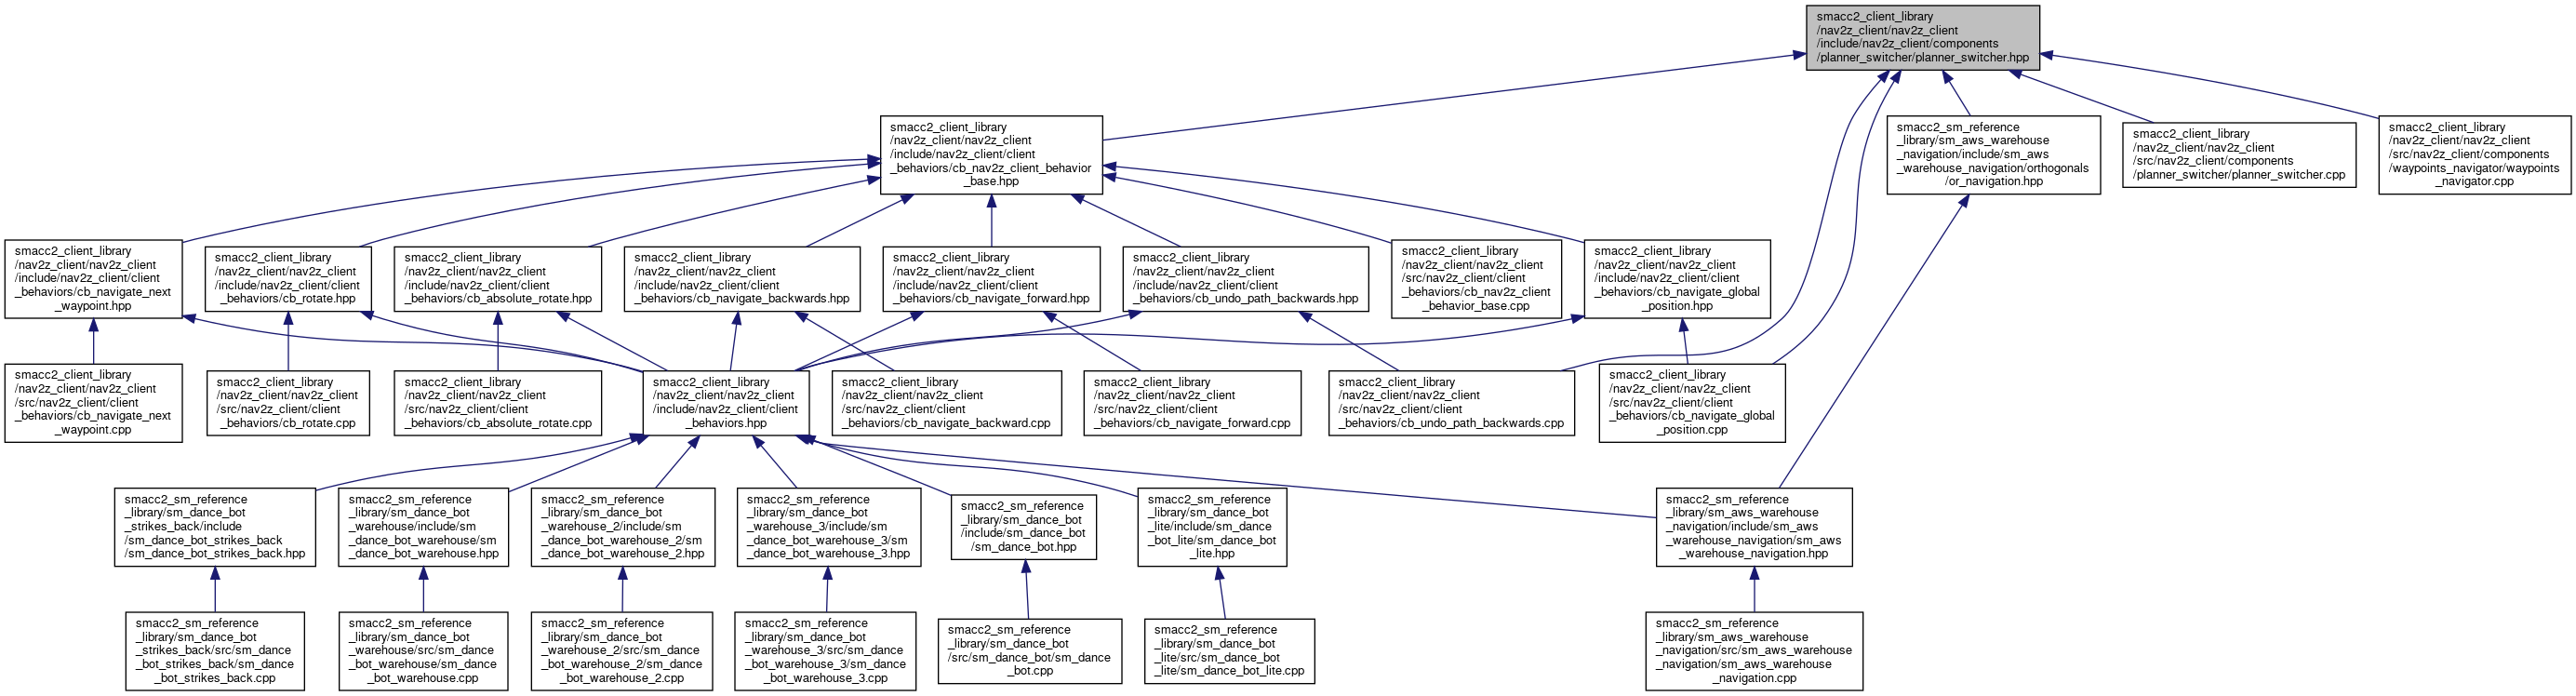 smacc2_client_library
/nav2z_client/nav2z_client
/include/nav2z_client/components
/planner_switcher/planner_switcher.hpp
smacc2_client_library
/nav2z_client/nav2z_client
/include/nav2z_client/client
_behaviors/cb_nav2z_client_behavior
_base.hpp
smacc2_sm_reference
_library/sm_aws_warehouse
_navigation/include/sm_aws
_warehouse_navigation/orthogonals
/or_navigation.hpp
smacc2_client_library
/nav2z_client/nav2z_client
/src/nav2z_client/components
/planner_switcher/planner_switcher.cpp
smacc2_client_library
/nav2z_client/nav2z_client
/src/nav2z_client/components
/waypoints_navigator/waypoints
_navigator.cpp
smacc2_client_library
/nav2z_client/nav2z_client
/include/nav2z_client/client
_behaviors/cb_navigate_next
_waypoint.hpp
smacc2_client_library
/nav2z_client/nav2z_client
/include/nav2z_client/client
_behaviors/cb_rotate.hpp
smacc2_client_library
/nav2z_client/nav2z_client
/include/nav2z_client/client
_behaviors/cb_absolute_rotate.hpp
smacc2_client_library
/nav2z_client/nav2z_client
/include/nav2z_client/client
_behaviors/cb_navigate_backwards.hpp
smacc2_client_library
/nav2z_client/nav2z_client
/include/nav2z_client/client
_behaviors/cb_navigate_forward.hpp
smacc2_client_library
/nav2z_client/nav2z_client
/include/nav2z_client/client
_behaviors/cb_undo_path_backwards.hpp
smacc2_client_library
/nav2z_client/nav2z_client
/src/nav2z_client/client
_behaviors/cb_nav2z_client
_behavior_base.cpp
smacc2_client_library
/nav2z_client/nav2z_client
/include/nav2z_client/client
_behaviors/cb_navigate_global
_position.hpp
smacc2_client_library
/nav2z_client/nav2z_client
/src/nav2z_client/client
_behaviors/cb_navigate_next
_waypoint.cpp
smacc2_client_library
/nav2z_client/nav2z_client
/src/nav2z_client/client
_behaviors/cb_rotate.cpp
smacc2_client_library
/nav2z_client/nav2z_client
/src/nav2z_client/client
_behaviors/cb_absolute_rotate.cpp
smacc2_client_library
/nav2z_client/nav2z_client
/include/nav2z_client/client
_behaviors.hpp
smacc2_client_library
/nav2z_client/nav2z_client
/src/nav2z_client/client
_behaviors/cb_navigate_backward.cpp
smacc2_client_library
/nav2z_client/nav2z_client
/src/nav2z_client/client
_behaviors/cb_navigate_forward.cpp
smacc2_client_library
/nav2z_client/nav2z_client
/src/nav2z_client/client
_behaviors/cb_undo_path_backwards.cpp
smacc2_client_library
/nav2z_client/nav2z_client
/src/nav2z_client/client
_behaviors/cb_navigate_global
_position.cpp
smacc2_sm_reference
_library/sm_dance_bot
_strikes_back/include
/sm_dance_bot_strikes_back
/sm_dance_bot_strikes_back.hpp
smacc2_sm_reference
_library/sm_dance_bot
_warehouse/include/sm
_dance_bot_warehouse/sm
_dance_bot_warehouse.hpp
smacc2_sm_reference
_library/sm_dance_bot
_warehouse_2/include/sm
_dance_bot_warehouse_2/sm
_dance_bot_warehouse_2.hpp
smacc2_sm_reference
_library/sm_dance_bot
_warehouse_3/include/sm
_dance_bot_warehouse_3/sm
_dance_bot_warehouse_3.hpp
smacc2_sm_reference
_library/sm_dance_bot
/include/sm_dance_bot
/sm_dance_bot.hpp
smacc2_sm_reference
_library/sm_dance_bot
_lite/include/sm_dance
_bot_lite/sm_dance_bot
_lite.hpp
smacc2_sm_reference
_library/sm_aws_warehouse
_navigation/include/sm_aws
_warehouse_navigation/sm_aws
_warehouse_navigation.hpp
smacc2_sm_reference
_library/sm_dance_bot
_strikes_back/src/sm_dance
_bot_strikes_back/sm_dance
_bot_strikes_back.cpp
smacc2_sm_reference
_library/sm_dance_bot
_warehouse/src/sm_dance
_bot_warehouse/sm_dance
_bot_warehouse.cpp
smacc2_sm_reference
_library/sm_dance_bot
_warehouse_2/src/sm_dance
_bot_warehouse_2/sm_dance
_bot_warehouse_2.cpp
smacc2_sm_reference
_library/sm_dance_bot
_warehouse_3/src/sm_dance
_bot_warehouse_3/sm_dance
_bot_warehouse_3.cpp
smacc2_sm_reference
_library/sm_dance_bot
/src/sm_dance_bot/sm_dance
_bot.cpp
smacc2_sm_reference
_library/sm_dance_bot
_lite/src/sm_dance_bot
_lite/sm_dance_bot_lite.cpp
smacc2_sm_reference
_library/sm_aws_warehouse
_navigation/src/sm_aws_warehouse
_navigation/sm_aws_warehouse
_navigation.cpp